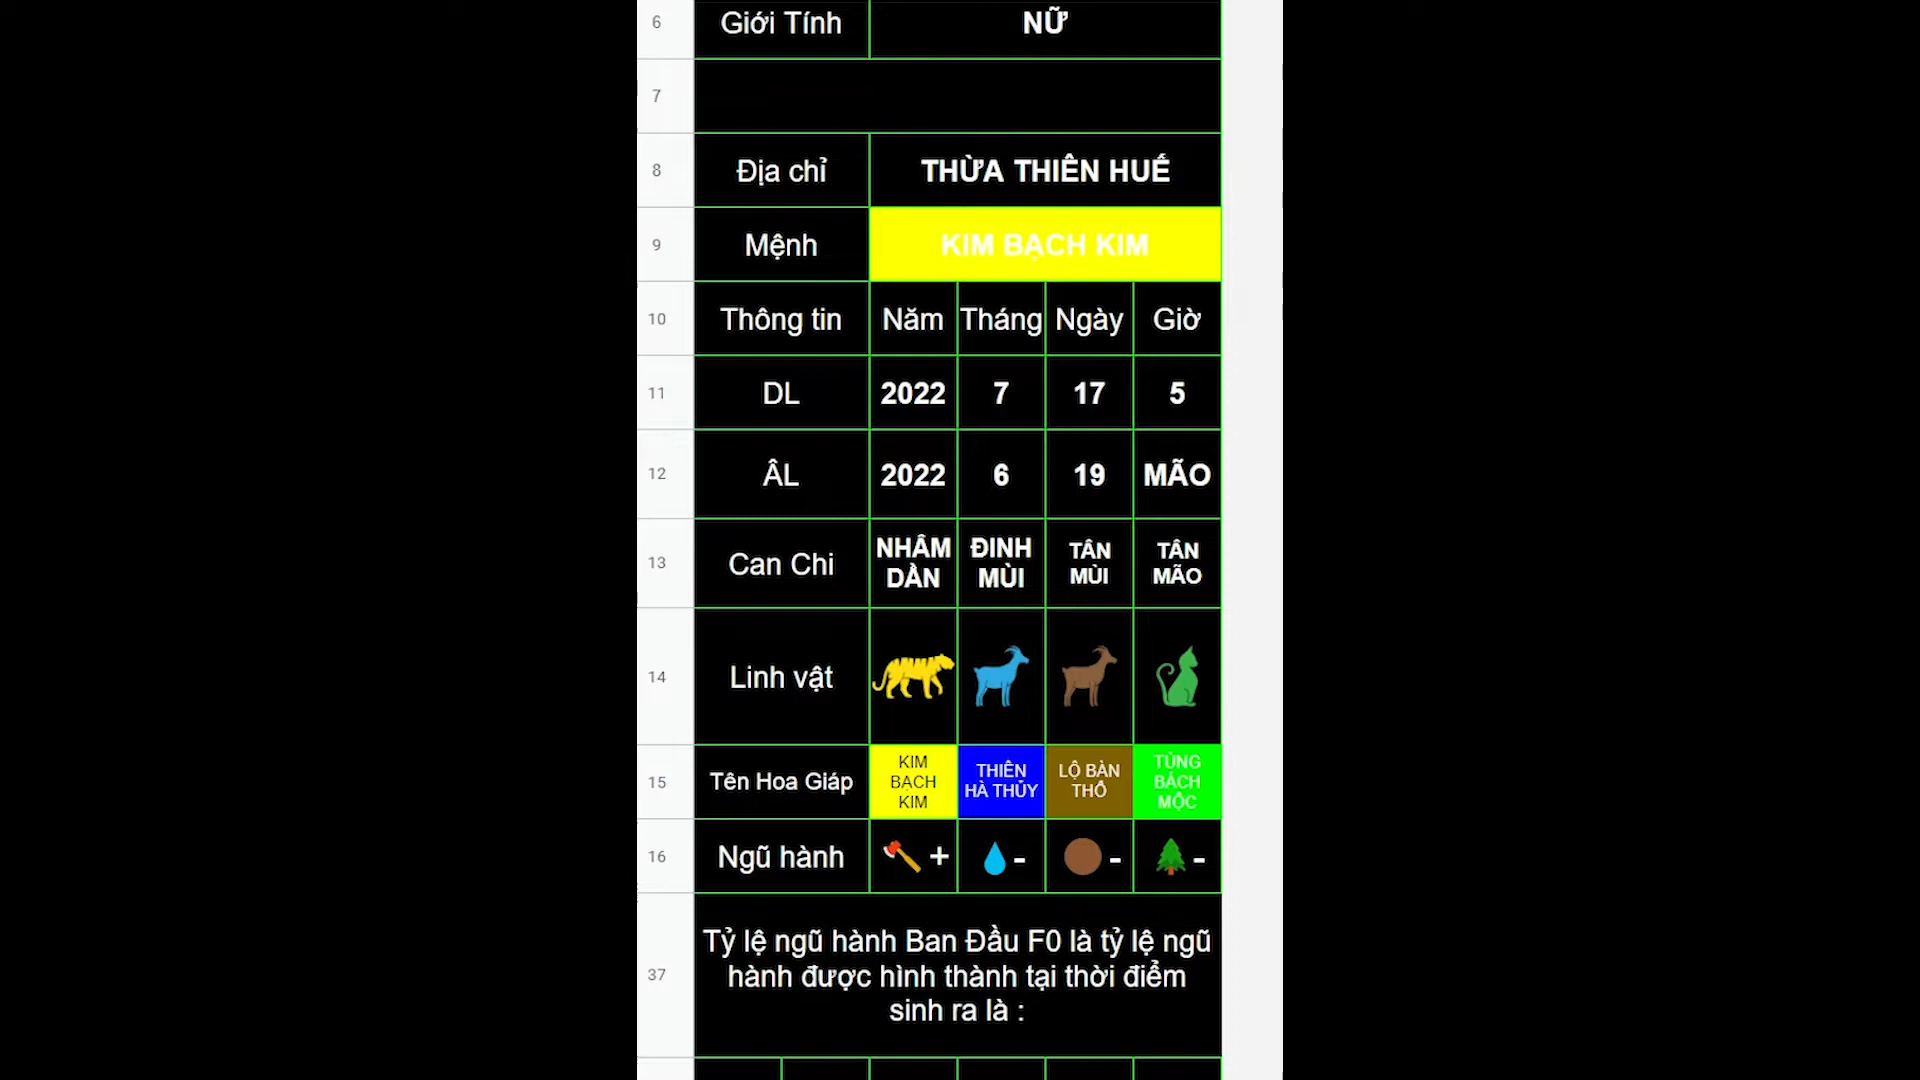 6 Giới Tính NỮ
7
8 Địa chỉ THỪA THIÊN HUẾ
9 Mệnh KIM BẠCH KIM
10 Thông tin Năm Tháng Ngày Giờ
11 DL 2022 7 17 5
12 ÂL 2022 6 19 MÃO
13 Can Chi NHÂM DẦN ĐINH MÙI TÂN MÙI TÂN MÃO
14 Linh vật
15 Tên Hoa Giáp KIM BẠCH KIM THIÊN HÀ THỦY LỘ BÀN THỔ TÙNG BÁCH MỘC
16 Ngũ hành + - - -
37 Tỷ lệ ngũ hành Ban Đầu F0 là tỷ lệ ngũ
hành được hình thành tại thời điểm
sinh ra là :